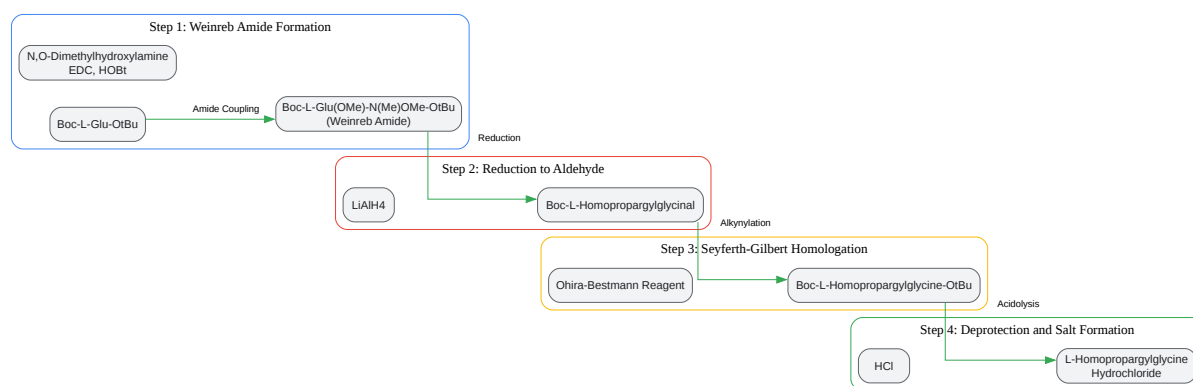 Step 1: Weinreb Amide Formation
N,O-Dimethylhydroxylamine
EDC, HOBt
Boc-L-Glu-OtBu
Amide Coupling
Boc-L-Glu(OMe)-N(Me)OMe-OtBu
(Weinreb Amide)
Reduction
Step 2: Reduction to Aldehyde
LiAlH4
Boc-L-Homopropargylglycinal
Alkynylation
Step 3: Seyferth-Gilbert Homologation
Ohira-Bestmann Reagent
Boc-L-Homopropargylglycine-OtBu
Acidolysis
Step 4: Deprotection and Salt Formation
HCl
L-Homopropargylglycine
Hydrochloride